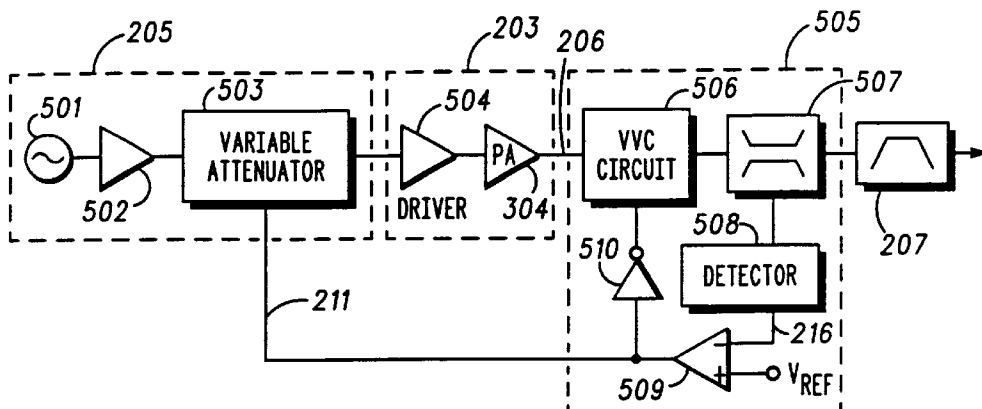 205
203
505
501
503
504
206
506
507
VARIABLE
ATTENUATOR
PA
VVC
CIRCUIT
502
DRIVER
304
508
207
510
DETECTOR
211
216
509
− 
+
VREF